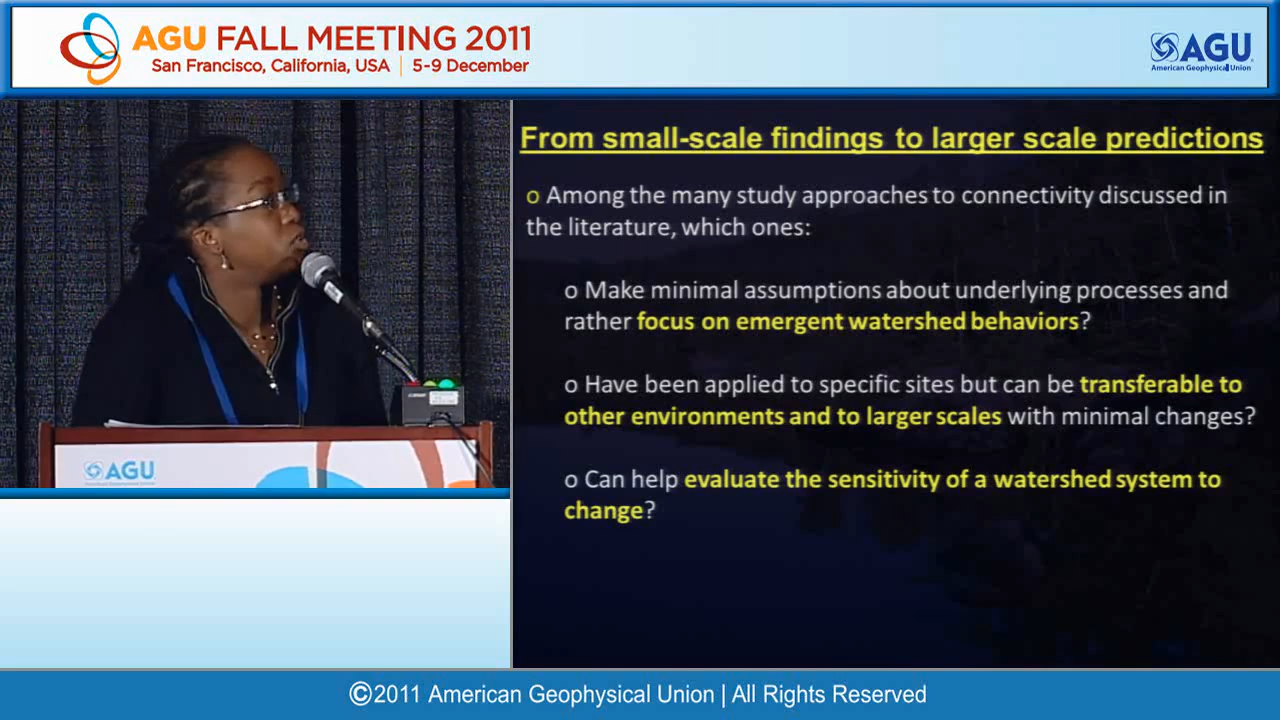 AGU FALL MEETING 2011
San Francisco, California, USA | 5-9 December
AGU
American Geophysical Union
From small-scale findings to larger scale predictions
o Among the many study approaches to connectivity discussed in
the literature, which ones:
o Make minimal assumptions about underlying processes and
rather focus on emergent watershed behaviors?
o Have been applied to specific sites but can be transferable to
other environments and to larger scales with minimal changes?
o Can help evaluate the sensitivity of a watershed system to
change?
AGU
©2011 American Geophysical Union | All Rights Reserved